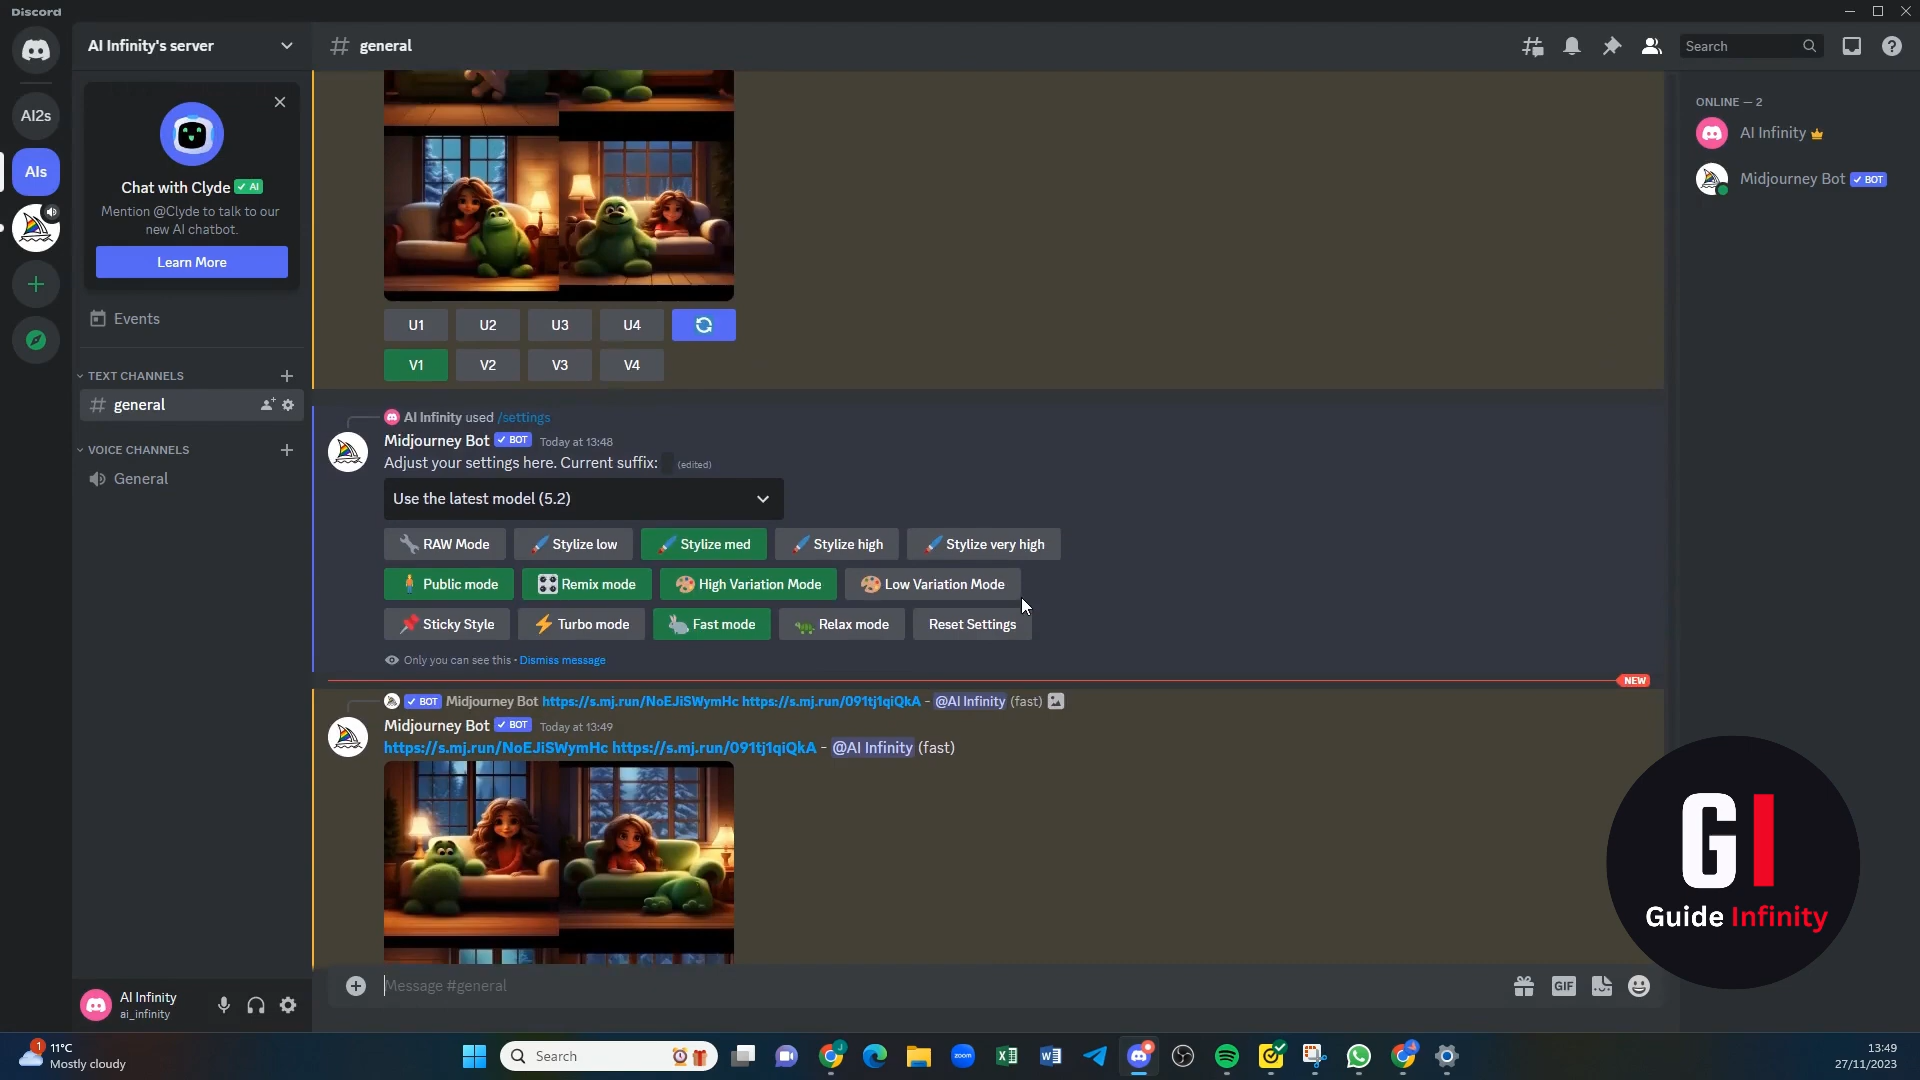 Discord
AI Infinity's server
general
Search
AI2s
AIs
Chat with Clyde AI
Mention @Clyde to talk to our
new AI chatbot.
Learn More
Events
TEXT CHANNELS
general
VOICE CHANNELS
General
U1 U2 U3 U4
V1 V2 V3 V4
AI Infinity used /settings
Midjourney Bot BOT Today at 13:48
Adjust your settings here. Current suffix: (edited)
Use the latest model (5.2)
RAW Mode Stylize low Stylize med Stylize high Stylize very high
Public mode Remix mode High Variation Mode Low Variation Mode
Sticky Style Turbo mode Fast mode Relax mode Reset Settings
Only you can see this • Dismiss message
NEW
BOT Midjourney Bot https://s.mj.run/NoEJiSWymHc https://s.mj.run/091tj1qiQkA - @AI Infinity (fast)
Midjourney Bot BOT Today at 13:49
https://s.mj.run/NoEJiSWymHc https://s.mj.run/091tj1qiQkA - @AI Infinity (fast)
Message #general
GIF
ONLINE — 2
AI Infinity
Midjourney Bot BOT
GI
Guide Infinity
AI Infinity
ai_infinity
1
11°C
Mostly cloudy
Search
zoom
13:49
27/11/2023